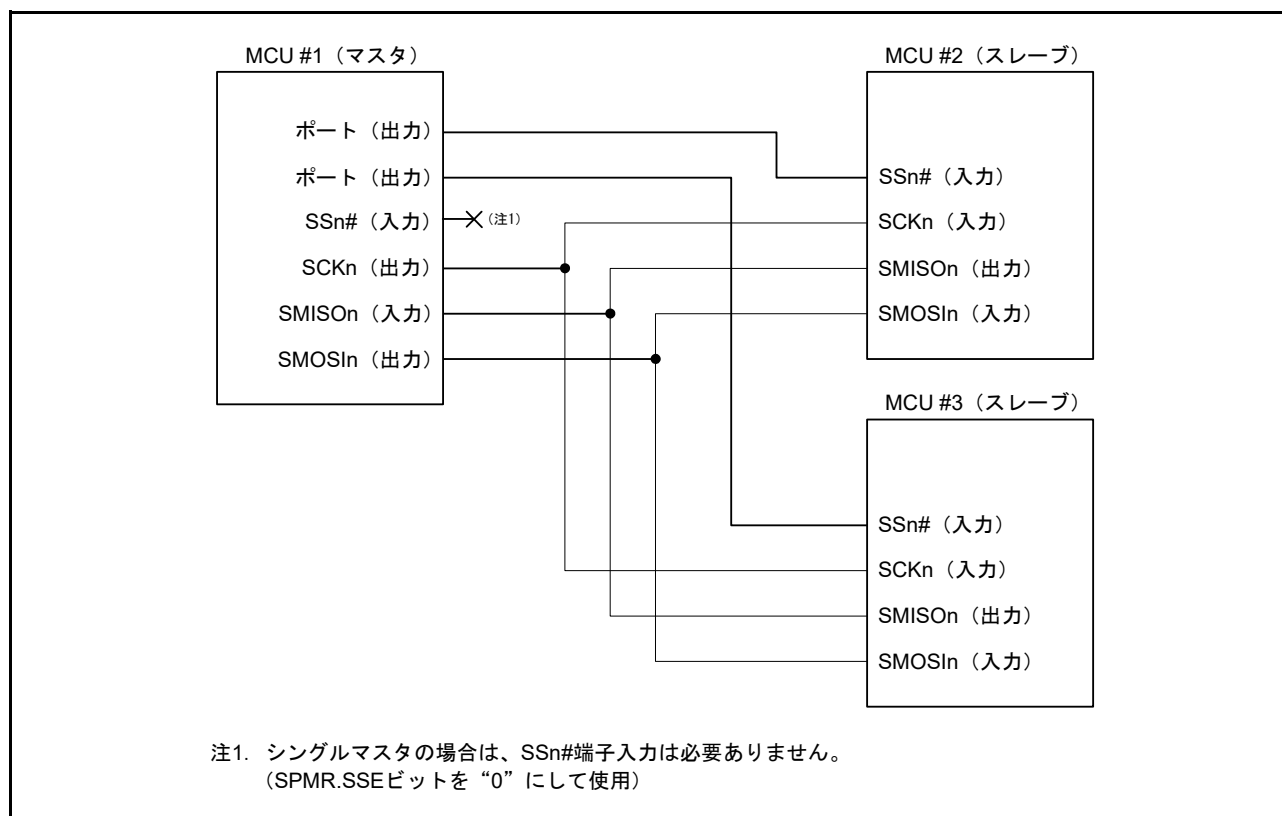 MCU #1（マスタ）
ポート（出力）
ポート（出力）
SSn#（入力）
（注1）
SCKn（出力）
SMISOn（入力）
SMOSIn（出力）
MCU #2（スレーブ）
SSn#（入力）
SCKn（入力）
SMISOn（出力）
SMOSIn（入力）
MCU #3（スレーブ）
SSn#（入力）
SCKn（入力）
SMISOn（出力）
SMOSIn（入力）
注1. シングルマスタの場合は、SSn#端子入力は必要ありません。
（SPMR.SSEビットを“0”にして使用）